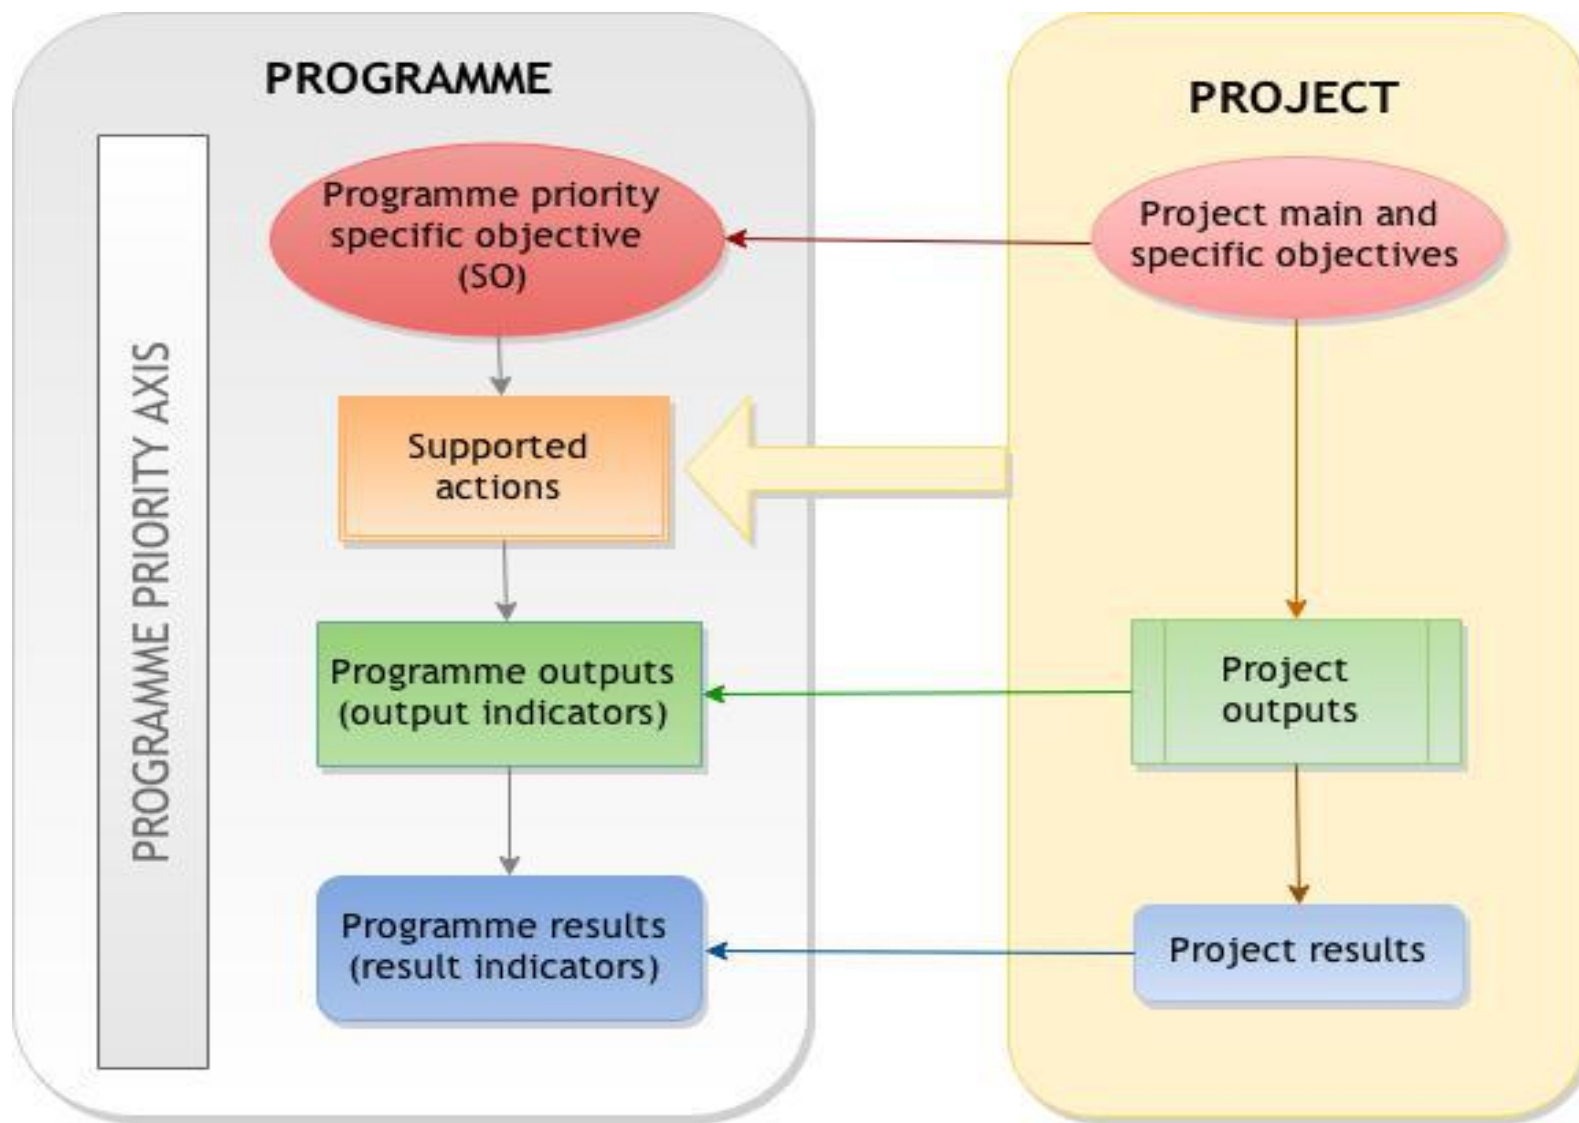 PROGRAMME
PROGRAMME PRIORITY AXIS
Programme priority
specific objective
(SO)
Supported
actions
Programme outputs
(output indicators)
Programme results
(result indicators)
PROJECT
Project main and
specific objectives
Project
outputs
Project results